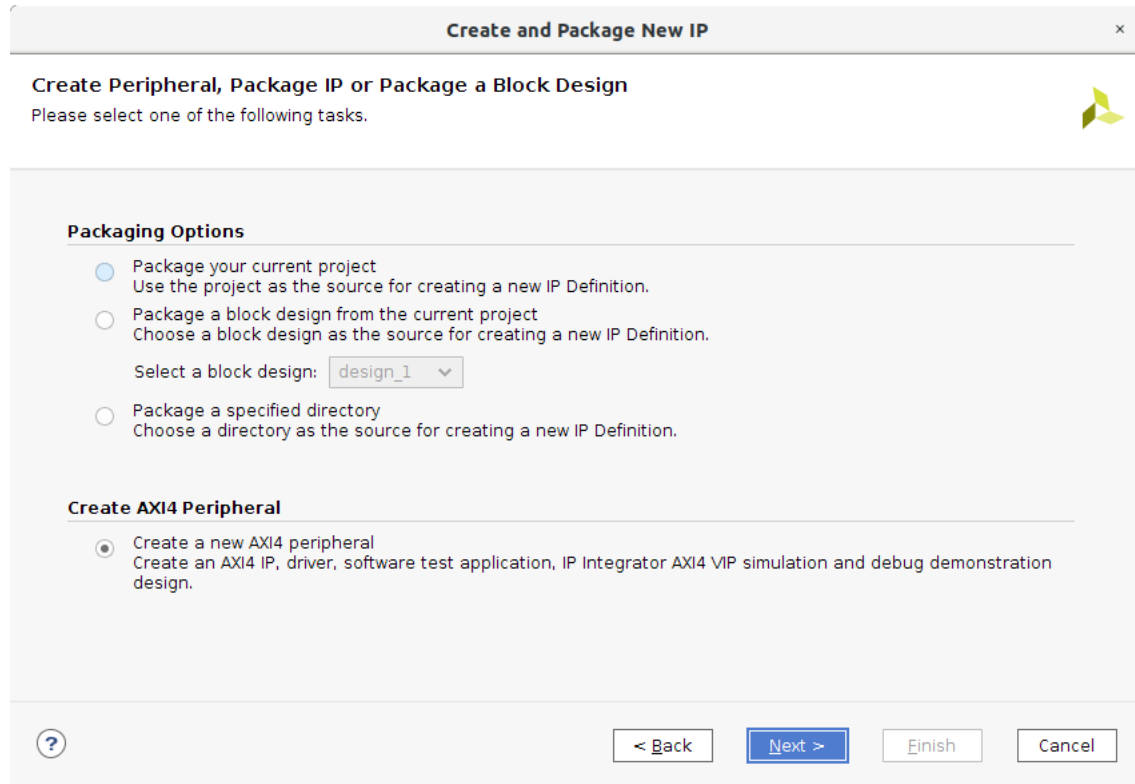 Create and Package New IP
×
Create Peripheral, Package IP or Package a Block Design
Please select one of the following tasks.
Packaging Options
Package your current project
Use the project as the source for creating a new IP Definition.
Package a block design from the current project
Choose a block design as the source for creating a new IP Definition.
Select a block design: design_1
Package a specified directory
Choose a directory as the source for creating a new IP Definition.
Create AXI4 Peripheral
Create a new AXI4 peripheral
Create an AXI4 IP, driver, software test application, IP Integrator AXI4 VIP simulation and debug demonstration
design.
? < Back Next > Finish Cancel